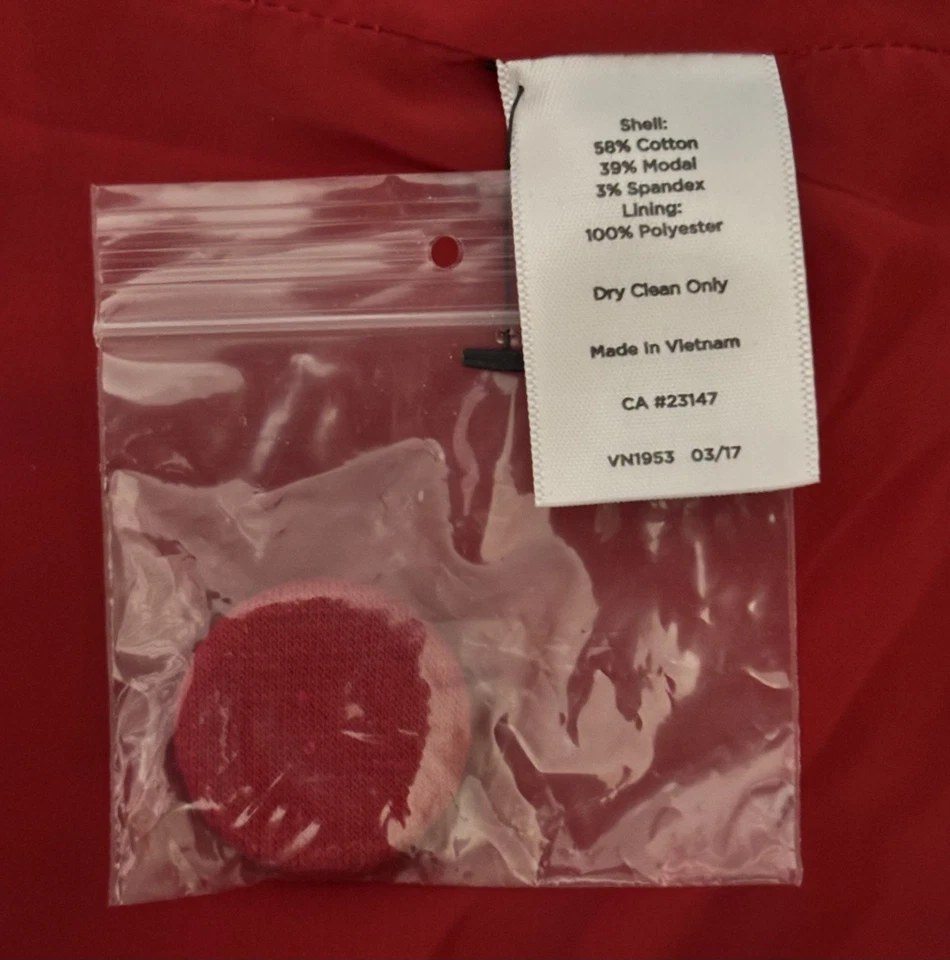 Shell:
58% Cotton
39% Modal
3% Spandex
Lining:
100% Polyester
Dry Clean Only
Made in Vietnam
CA #23147
VN1953 03/17